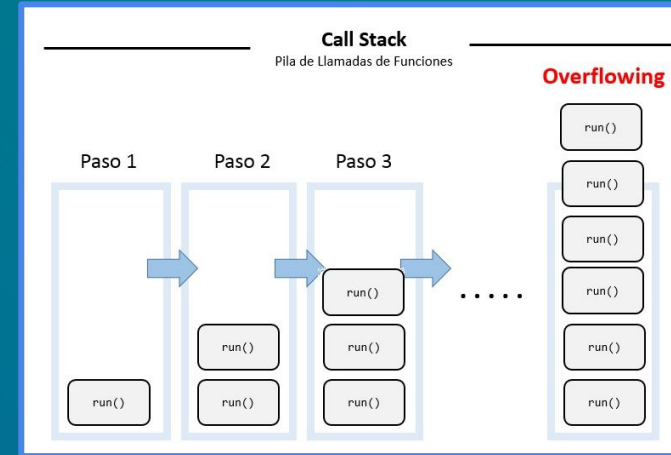 Call Stack
Pila de Llamadas de Funciones
Overflowing
Paso 1
Paso 2
Paso 3
run()
run()
run()
run()
run()
run()
.....
run()
run()
run()
run()
run()
run()